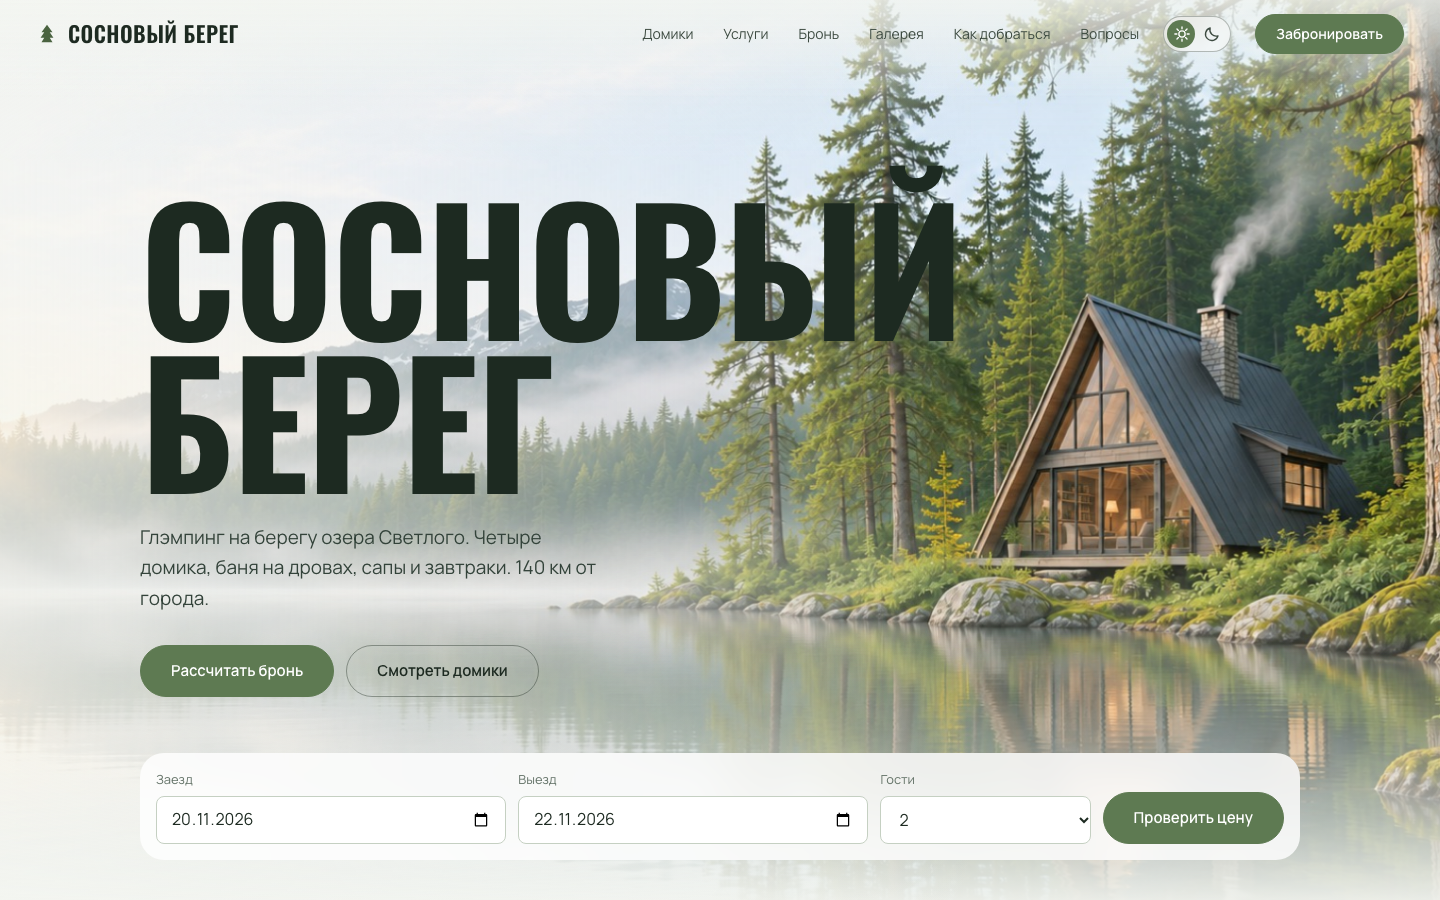 СОСНОВЫЙ БЕРЕГ
Домики
Услуги
Бронь
Галерея
Как добраться
Вопросы
Забронировать
СОСНОВЫЙ
БЕРЕГ
Глэмпинг на берегу озера Светлого. Четыре
домика, баня на дровах, сапы и завтраки. 140 км от
города.
Рассчитать бронь
Смотреть домики
Заезд
Выезд
Гости
20.11.2026
22.11.2026
2
Проверить цену